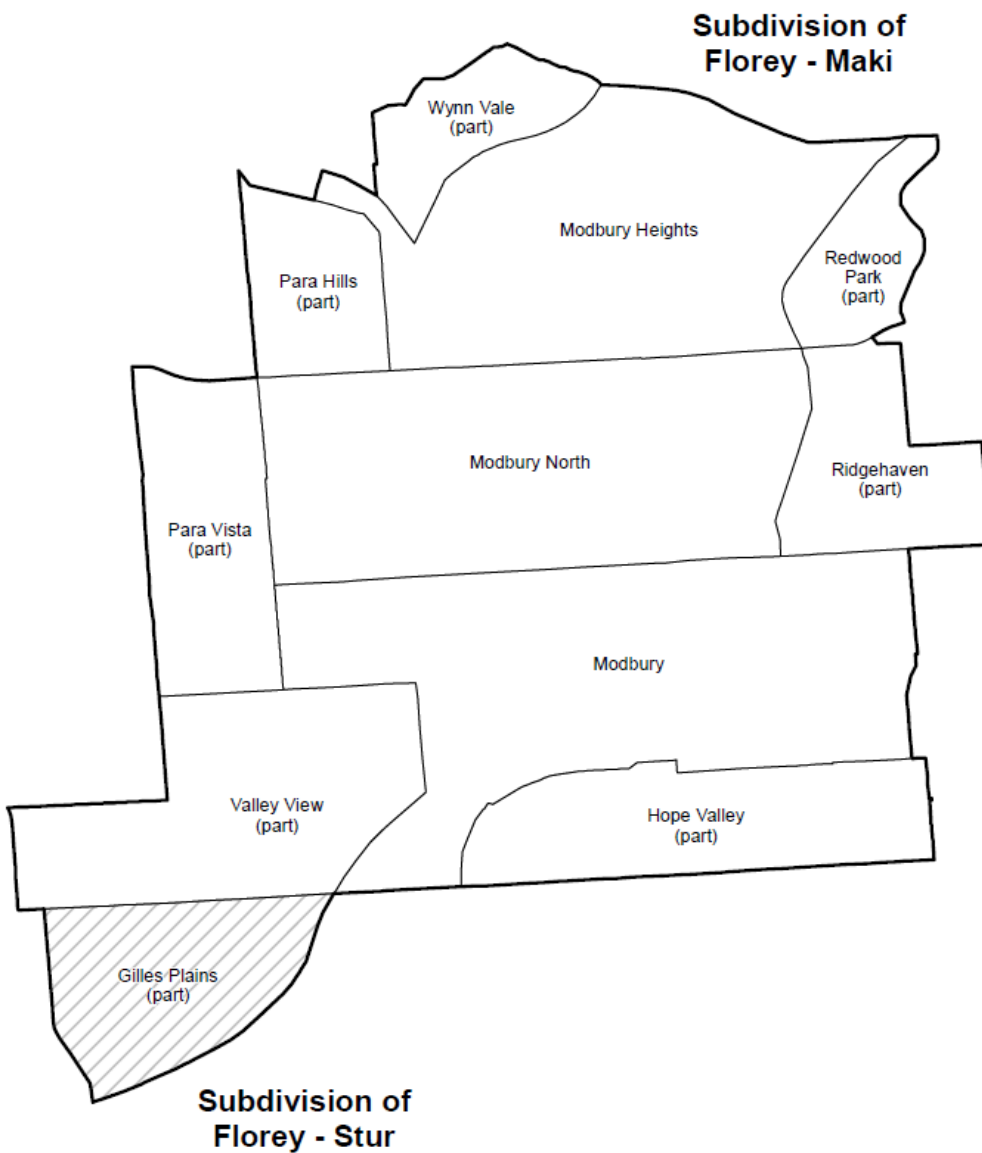 Subdivision of
Florey - Maki
Wynn Vale
(part)
Modbury Heights
Redwood
Park
(part)
Para Hills
(part)
Modbury North
Ridgehaven
(part)
Para Vista
(part)
Modbury
Valley View
(part)
Hope Valley
(part)
Gilles Plains
(part)
Subdivision of
Florey - Stur